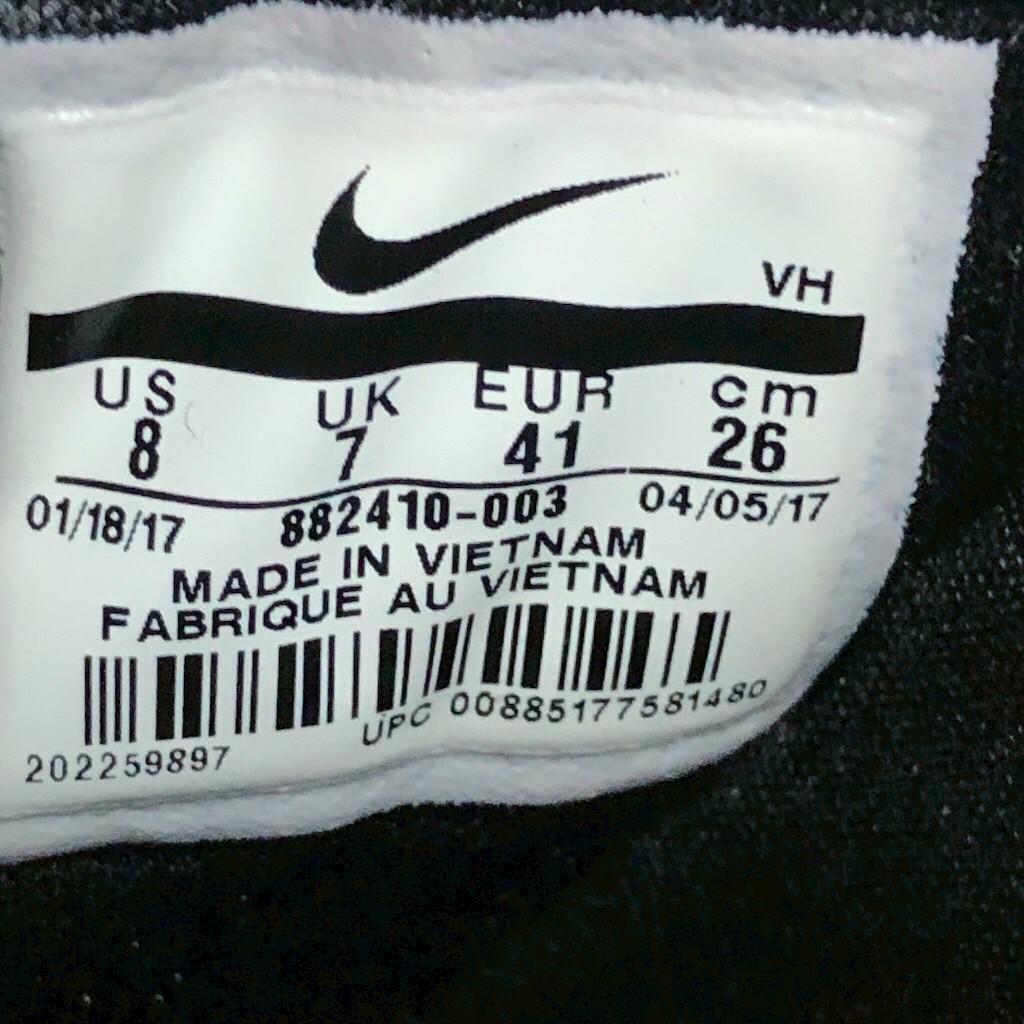 VH
US UK EUR cm
8 7 41 26
01/18/17 882410-003 04/05/17
MADE IN VIETNAM
FABRIQUE AU VIETNAM
UPC 00885177581480
202259897